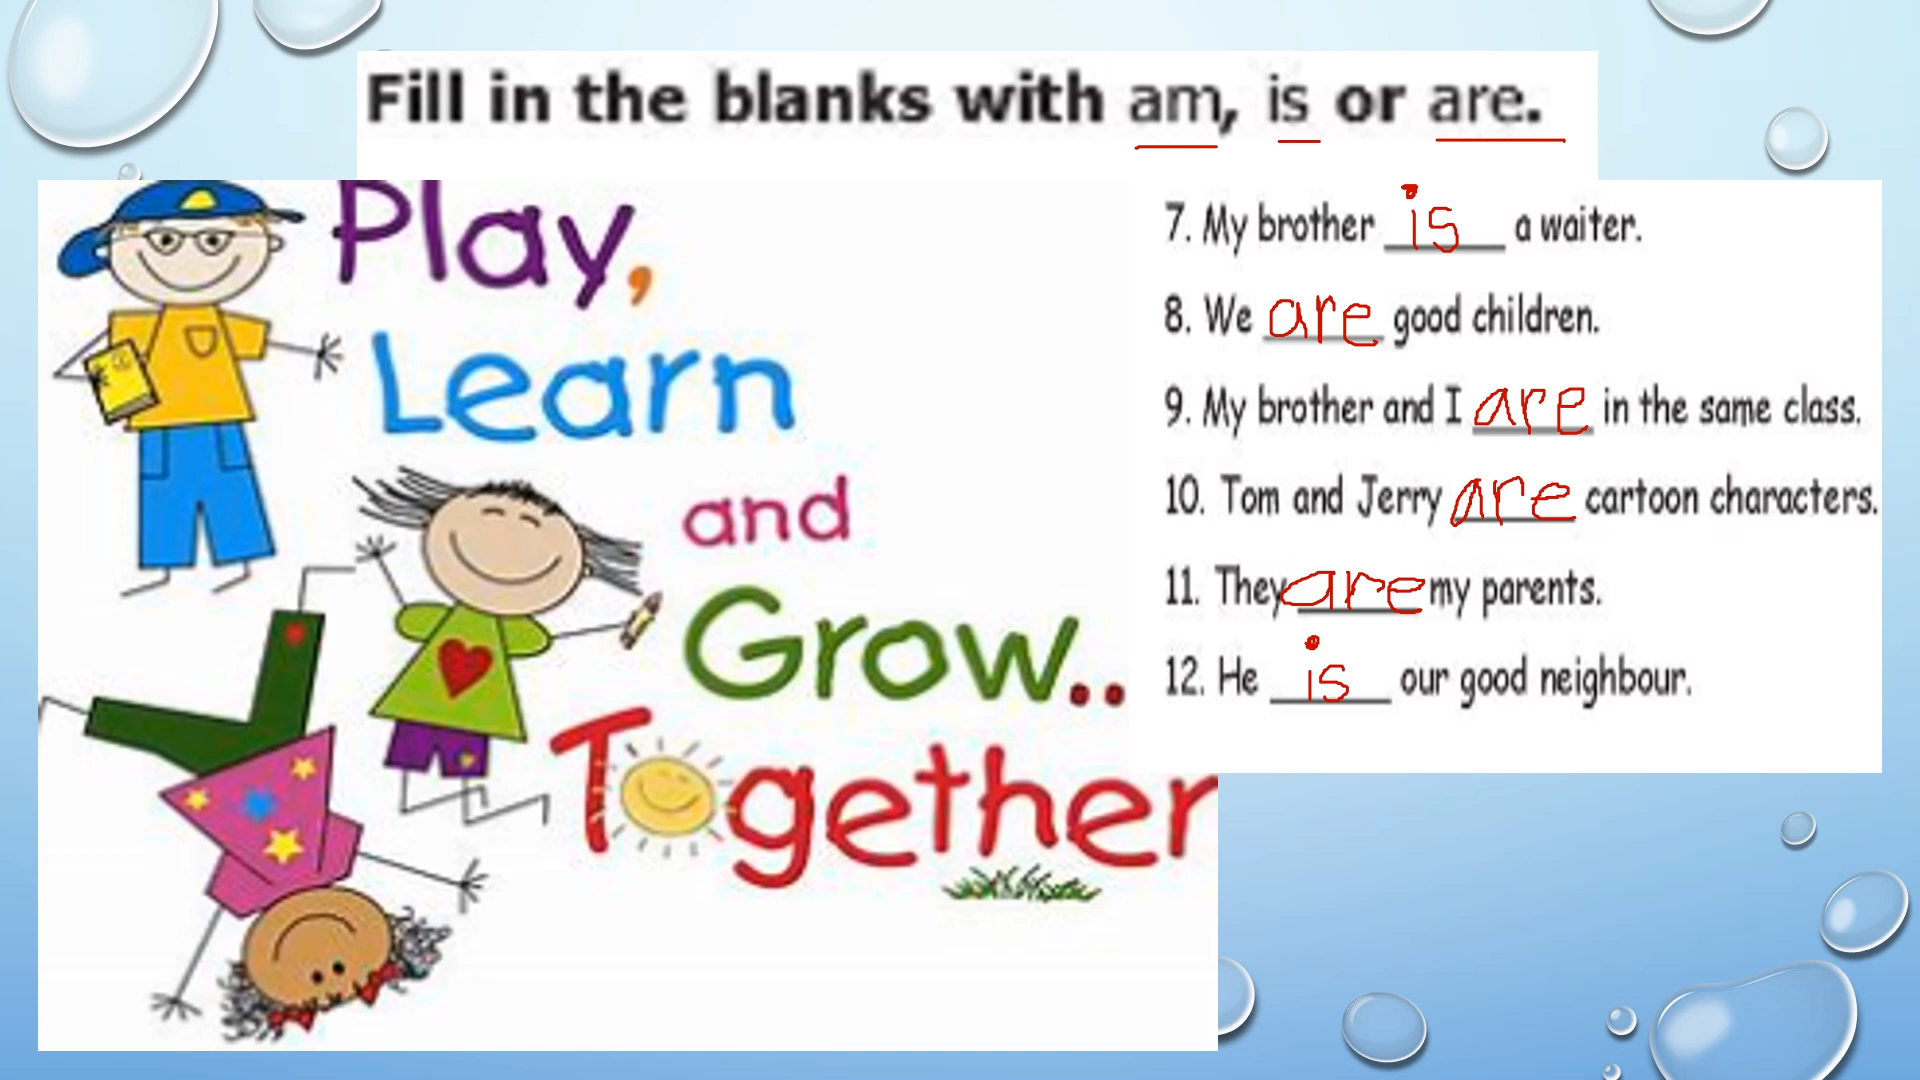 Fill in the blanks with am, is or are.
Play,
Learn
and
Grow..
Together
7. My brother is a waiter.
8. We are good children.
9. My brother and I are in the same class.
10. Tom and Jerry are cartoon characters.
11. They are my parents.
12. He is our good neighbour.